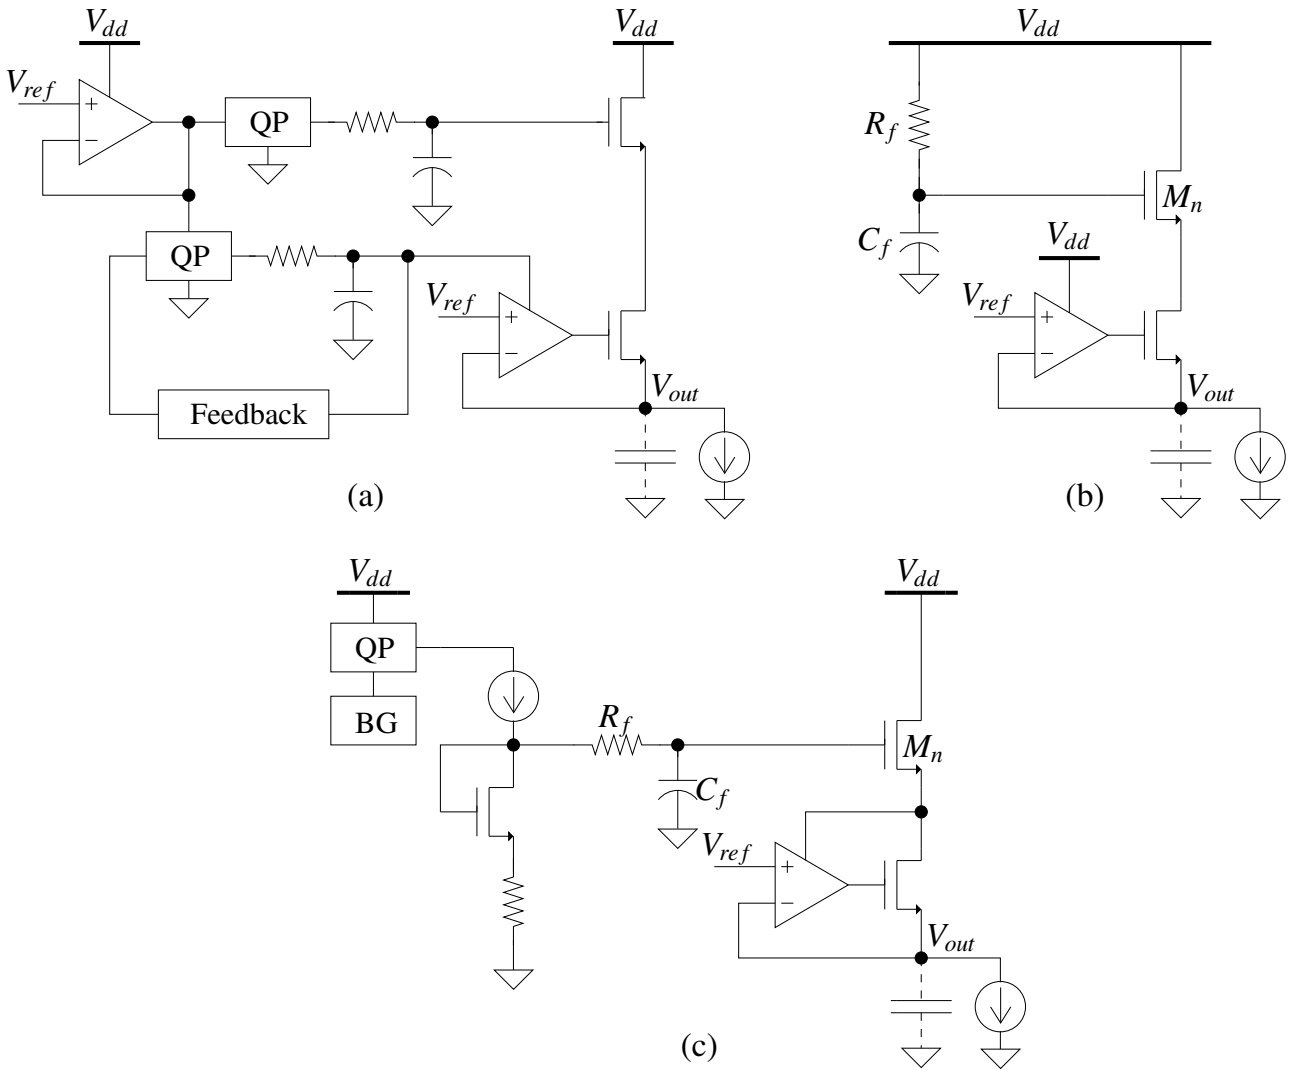 V_dd
V_dd
V_dd
V_ref
+
−
QP
R_f
M_n
C_f
QP
V_dd
V_ref
+
−
V_ref
+
−
V_out
V_out
Feedback
(a)
(b)
V_dd
V_dd
QP
BG
R_f
M_n
C_f
V_ref
+
−
V_out
(c)